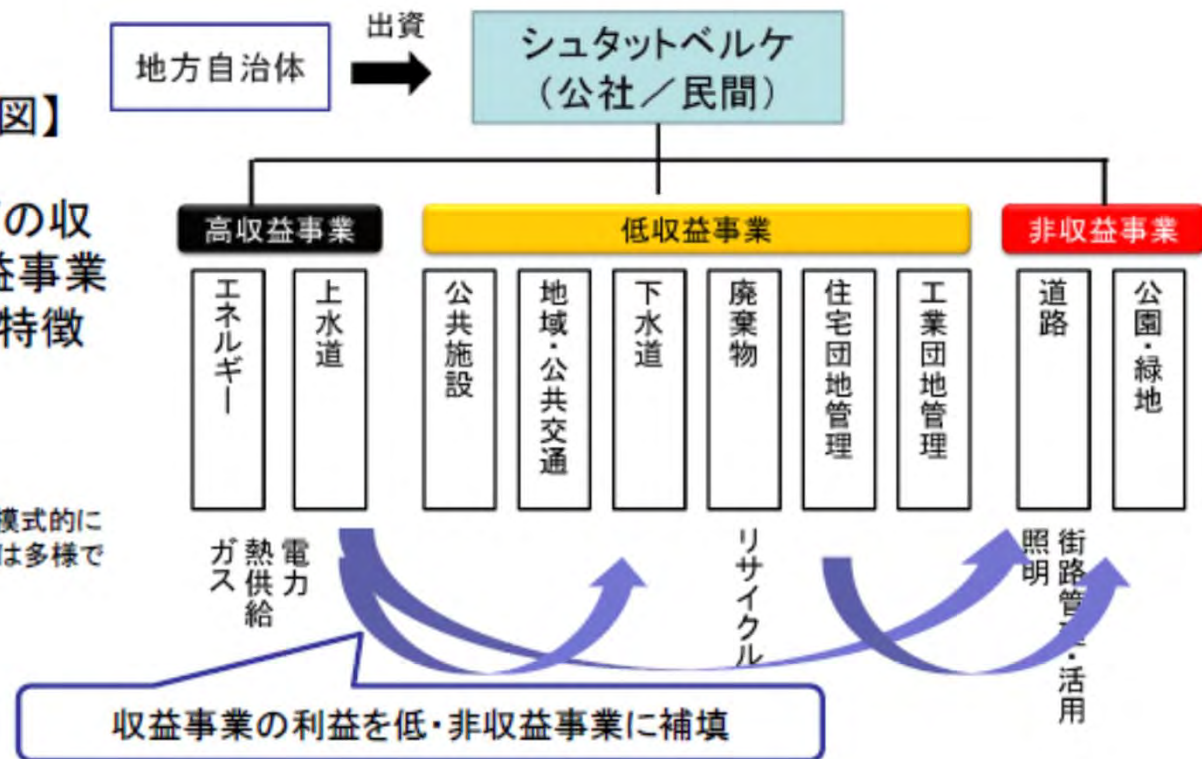 地方自治体
出資
シュタットベルケ
（公社／民間）
図】
の収
益事業
特徴
模式的に
は多様で
高収益事業
低収益事業
非収益事業
エネルギー
上水道
公共施設
地域・公共交通
下水道
廃棄物
住宅団地管理
工業団地管理
道路
公園・緑地
電力
熱供給
ガス
リサイクル
街路管理・活用
照明
収益事業の利益を低・非収益事業に補填